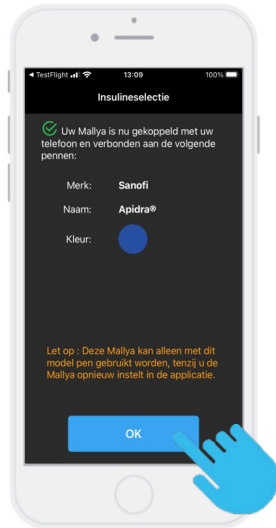 TestFlight 13:09 100%
Insulineselectie
Uw Mallya is nu gekoppeld met uw
telefoon en verbonden aan de volgende
pennen:
Merk: Sanofi
Naam: Apidra®
Kleur:
Let op : Deze Mallya kan alleen met dit
model pen gebruikt worden, tenzij u de
Mallya opnieuw instelt in de applicatie.
OK